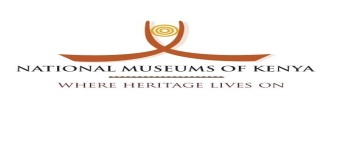 NATIONAL MUSEUMS OF KENYA
WHERE HERITAGE LIVES ON